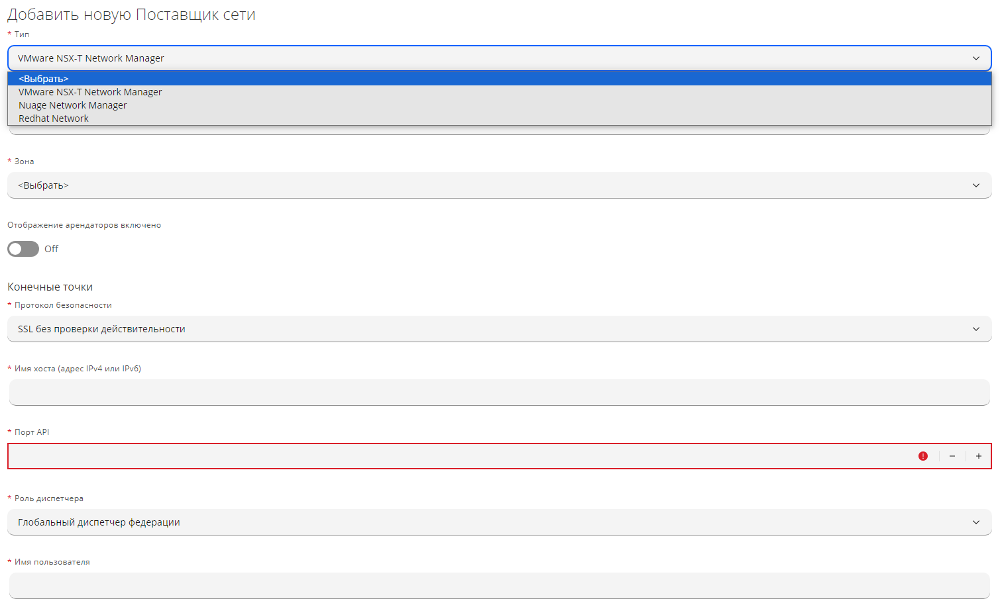 Добавить новую Поставщик сети
* Тип
VMware NSX-T Network Manager
<Выбрать>
VMware NSX-T Network Manager
Nuage Network Manager
Redhat Network
* Зона
<Выбрать>
Отображение арендаторов включено
Off
Конечные точки
* Протокол безопасности
SSL без проверки действительности
* Имя хоста (адрес IPv4 или IPv6)
* Порт API
* Роль диспетчера
Глобальный диспетчер федерации
* Имя пользователя